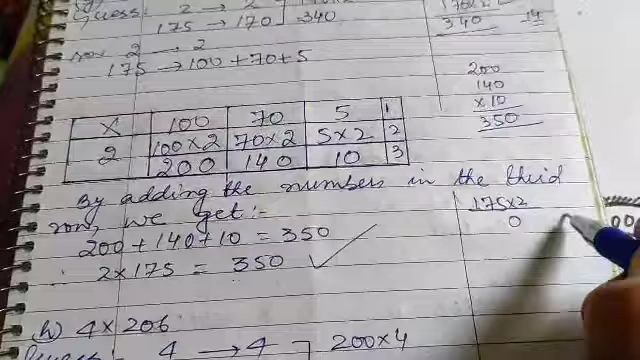 Guess: 2 → 2
175 → 170 ] 340
340
now 2 → 2
175 → 100 + 70 + 5
200
140
× 10
350
X 100 70 5 1
2 100×2 70×2 5×2 2
200 140 10 3
By adding the numbers in the third
row, we get:-
200 + 140 + 10 = 350
∴ 2 × 175 = 350 ✓
175×2
0
(h) 4 × 206
4 → 4 ] 200×4